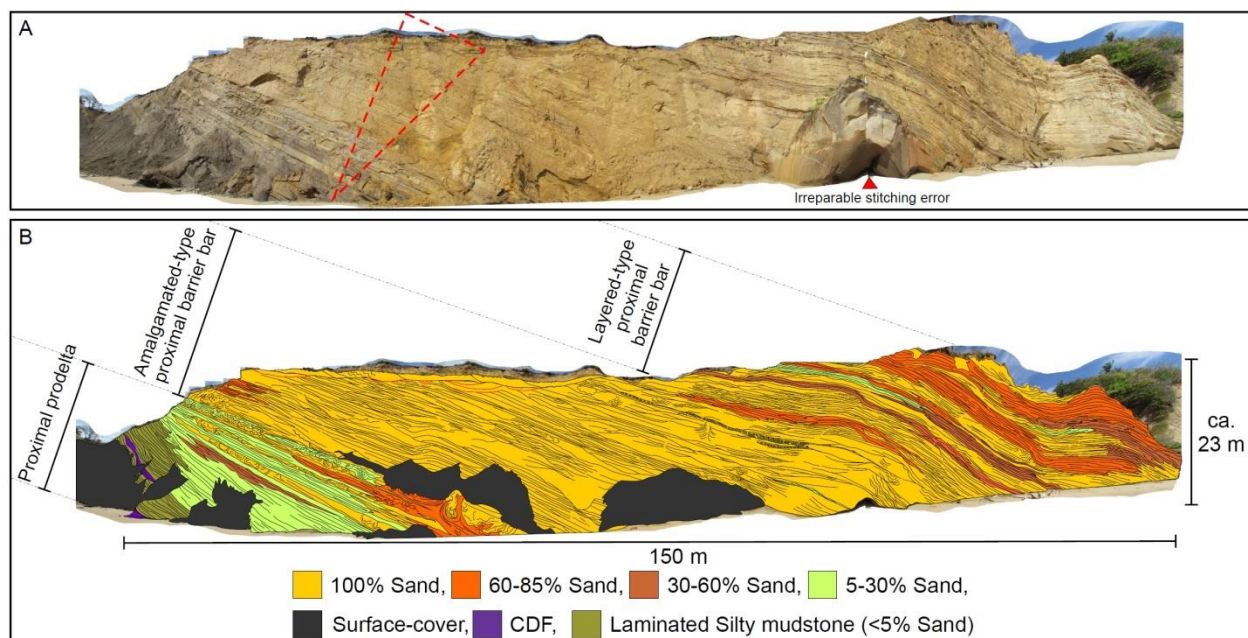 A
Irreparable stitching error
B
Proximal prodelta
Amalgamated-type
proximal barrier bar
Layered-type
proximal
barrier bar
ca.
23 m
150 m
100% Sand, 60-85% Sand, 30-60% Sand, 5-30% Sand,
Surface-cover, CDF, Laminated Silty mudstone (<5% Sand)